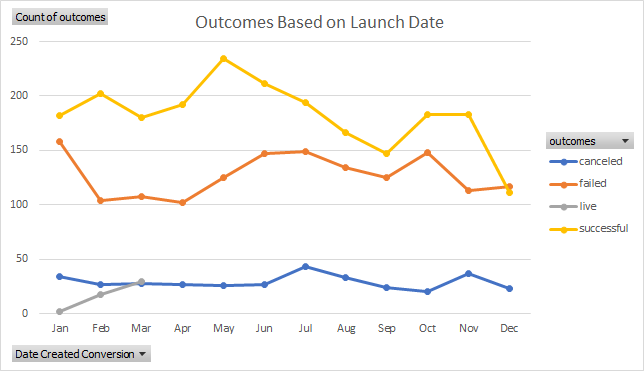 Count of outcomes
Outcomes Based on Launch Date
250
200
150
100
50
0
Jan Feb Mar Apr May Jun Jul Aug Sep Oct Nov Dec
outcomes
canceled
failed
live
successful
Date Created Conversion